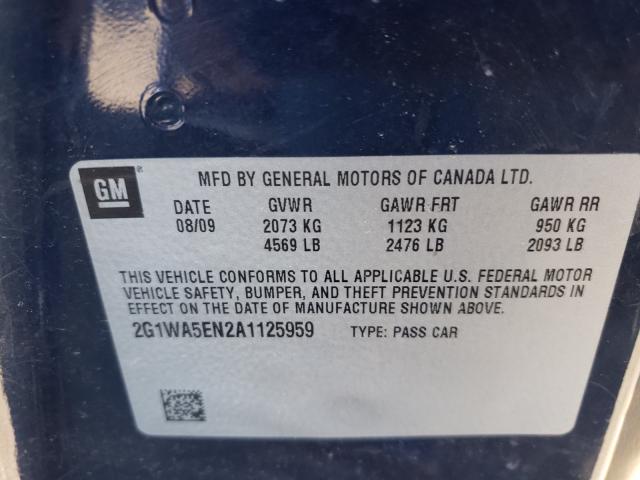 GM
MFD BY GENERAL MOTORS OF CANADA LTD.
DATE GVWR GAWR FRT GAWR RR
08/09 2073 KG 1123 KG 950 KG
4569 LB 2476 LB 2093 LB
THIS VEHICLE CONFORMS TO ALL APPLICABLE U.S. FEDERAL MOTOR
VEHICLE SAFETY, BUMPER, AND THEFT PREVENTION STANDARDS IN
EFFECT ON THE DATE OF MANUFACTURE SHOWN ABOVE.
2G1WA5EN2A1125959 TYPE: PASS CAR